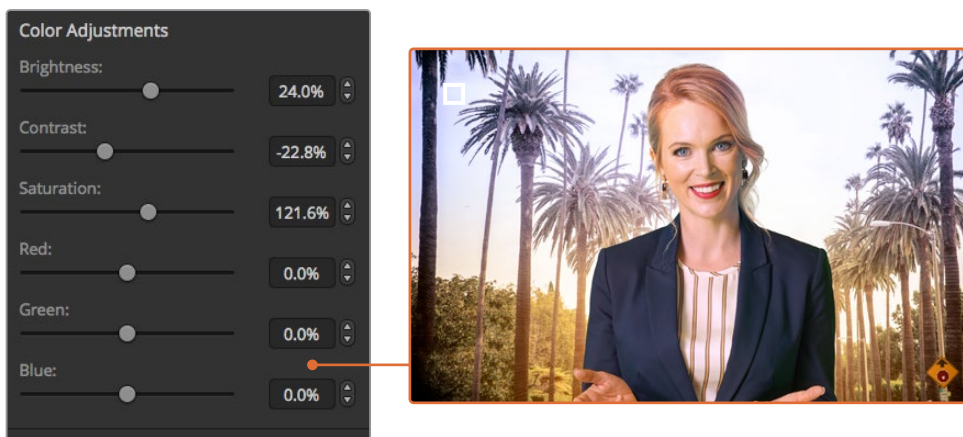 Color Adjustments
Brightness:
24.0%
Contrast:
-22.8%
Saturation:
121.6%
Red:
0.0%
Green:
0.0%
Blue:
0.0%